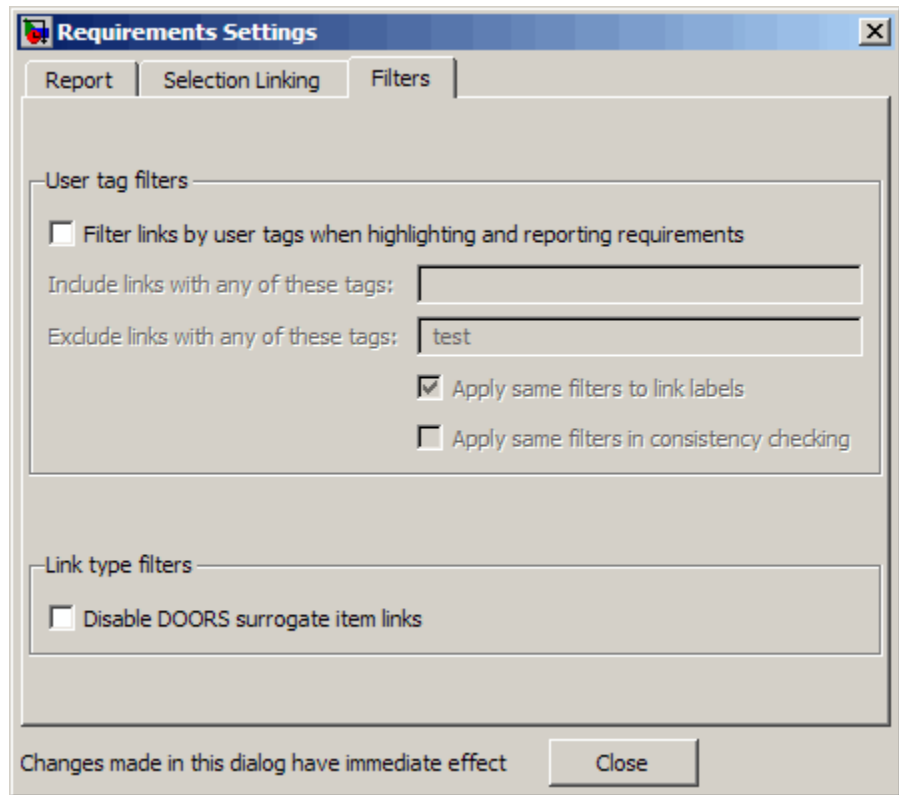 Requirements Settings
Report Selection Linking Filters
User tag filters
Filter links by user tags when highlighting and reporting requirements
Include links with any of these tags:
Exclude links with any of these tags: test
Apply same filters to link labels
Apply same filters in consistency checking
Link type filters
Disable DOORS surrogate item links
Changes made in this dialog have immediate effect Close